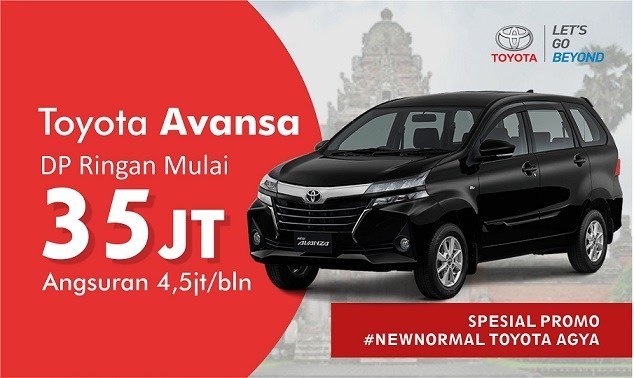 TOYOTA
LET'S
GO
BEYOND
Toyota Avansa
DP Ringan Mulai
35JT
Angsuran 4,5jt/bln
NEW AVANZA
SPESIAL PROMO
#NEWNORMAL TOYOTA AGYA